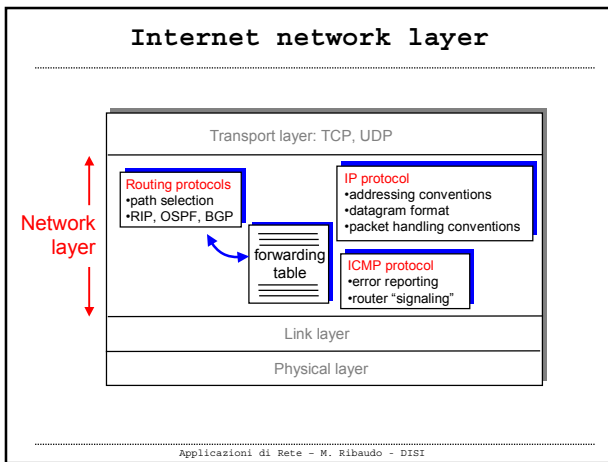 Internet network layer
Transport layer: TCP, UDP
Network
layer
Routing protocols
•path selection
•RIP, OSPF, BGP
forwarding
table
IP protocol
•addressing conventions
•datagram format
•packet handling conventions
ICMP protocol
•error reporting
•router “signaling”
Link layer
Physical layer
Applicazioni di Rete – M. Ribaudo - DISI